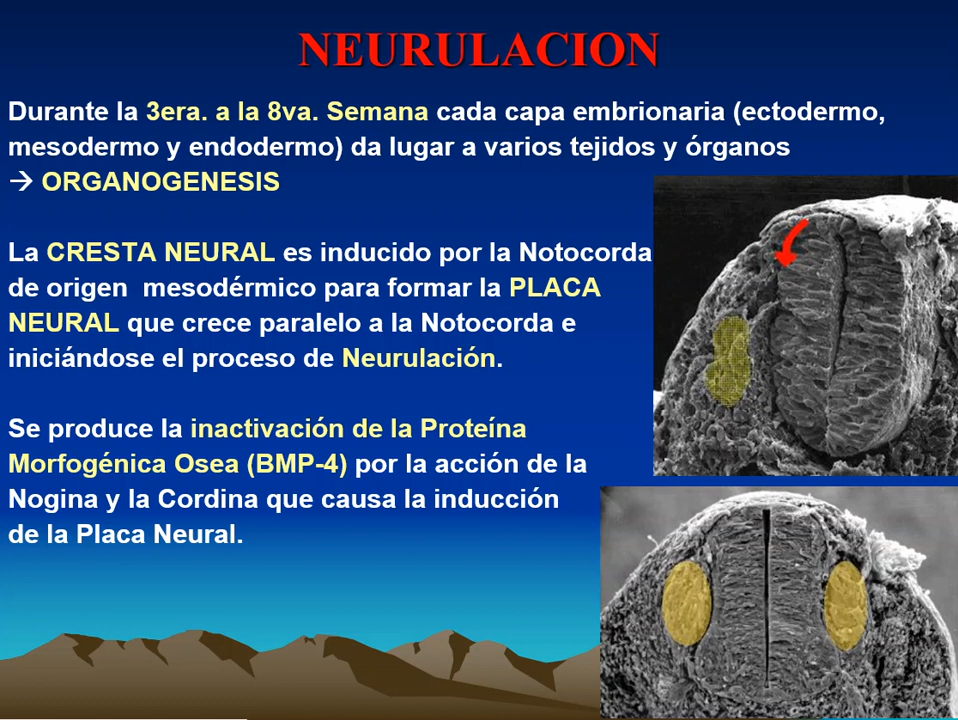 NEURULACION
Durante la 3era. a la 8va. Semana cada capa embrionaria (ectodermo,
mesodermo y endodermo) da lugar a varios tejidos y órganos
→ ORGANOGENESIS
La CRESTA NEURAL es inducido por la Notocorda
de origen mesodérmico para formar la PLACA
NEURAL que crece paralelo a la Notocorda e
iniciándose el proceso de Neurulación.
Se produce la inactivación de la Proteína
Morfogénica Osea (BMP-4) por la acción de la
Nogina y la Cordina que causa la inducción
de la Placa Neural.